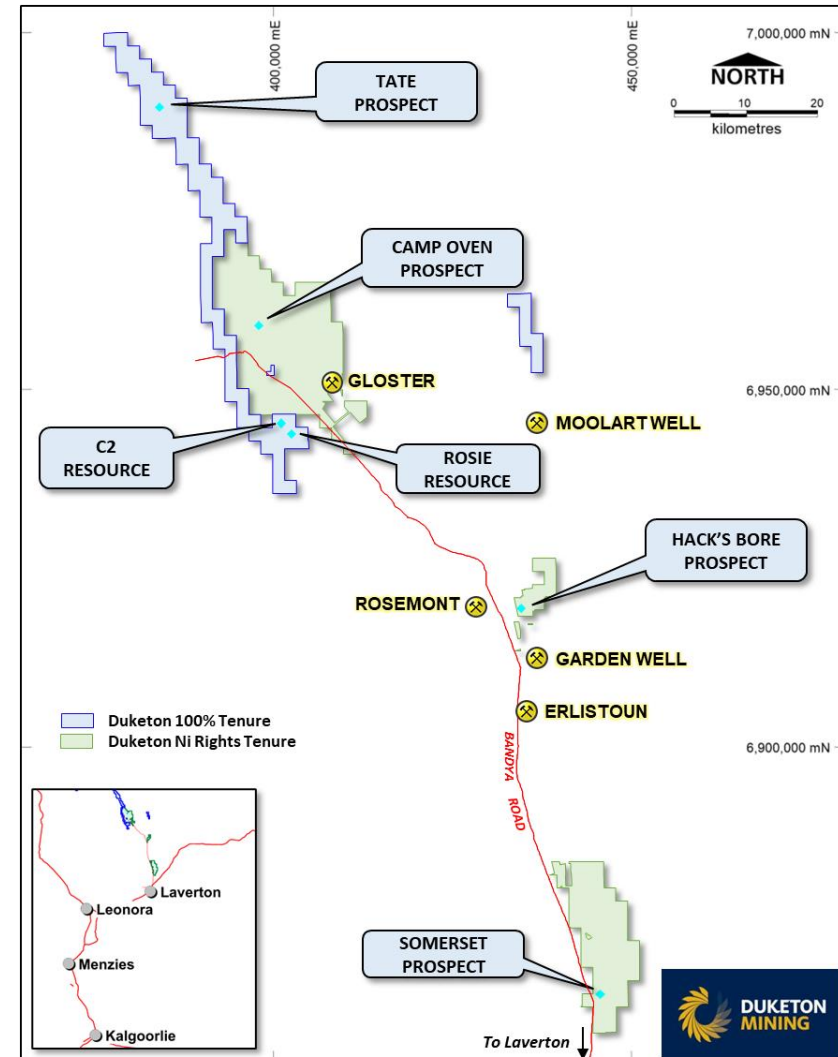 400,000 mE
450,000 mE
7,000,000 mN
NORTH
0 10 20
kilometres
TATE
PROSPECT
CAMP OVEN
PROSPECT
GLOSTER
6,950,000 mN
MOOLART WELL
C2
RESOURCE
ROSIE
RESOURCE
HACK'S BORE
PROSPECT
ROSEMONT
GARDEN WELL
ERLISTOUN
Duketon 100% Tenure
Duketon Ni Rights Tenure
6,900,000 mN
BANDYA ROAD
Laverton
Leonora
Menzies
Kalgoorlie
SOMERSET
PROSPECT
To Laverton
DUKETON
MINING